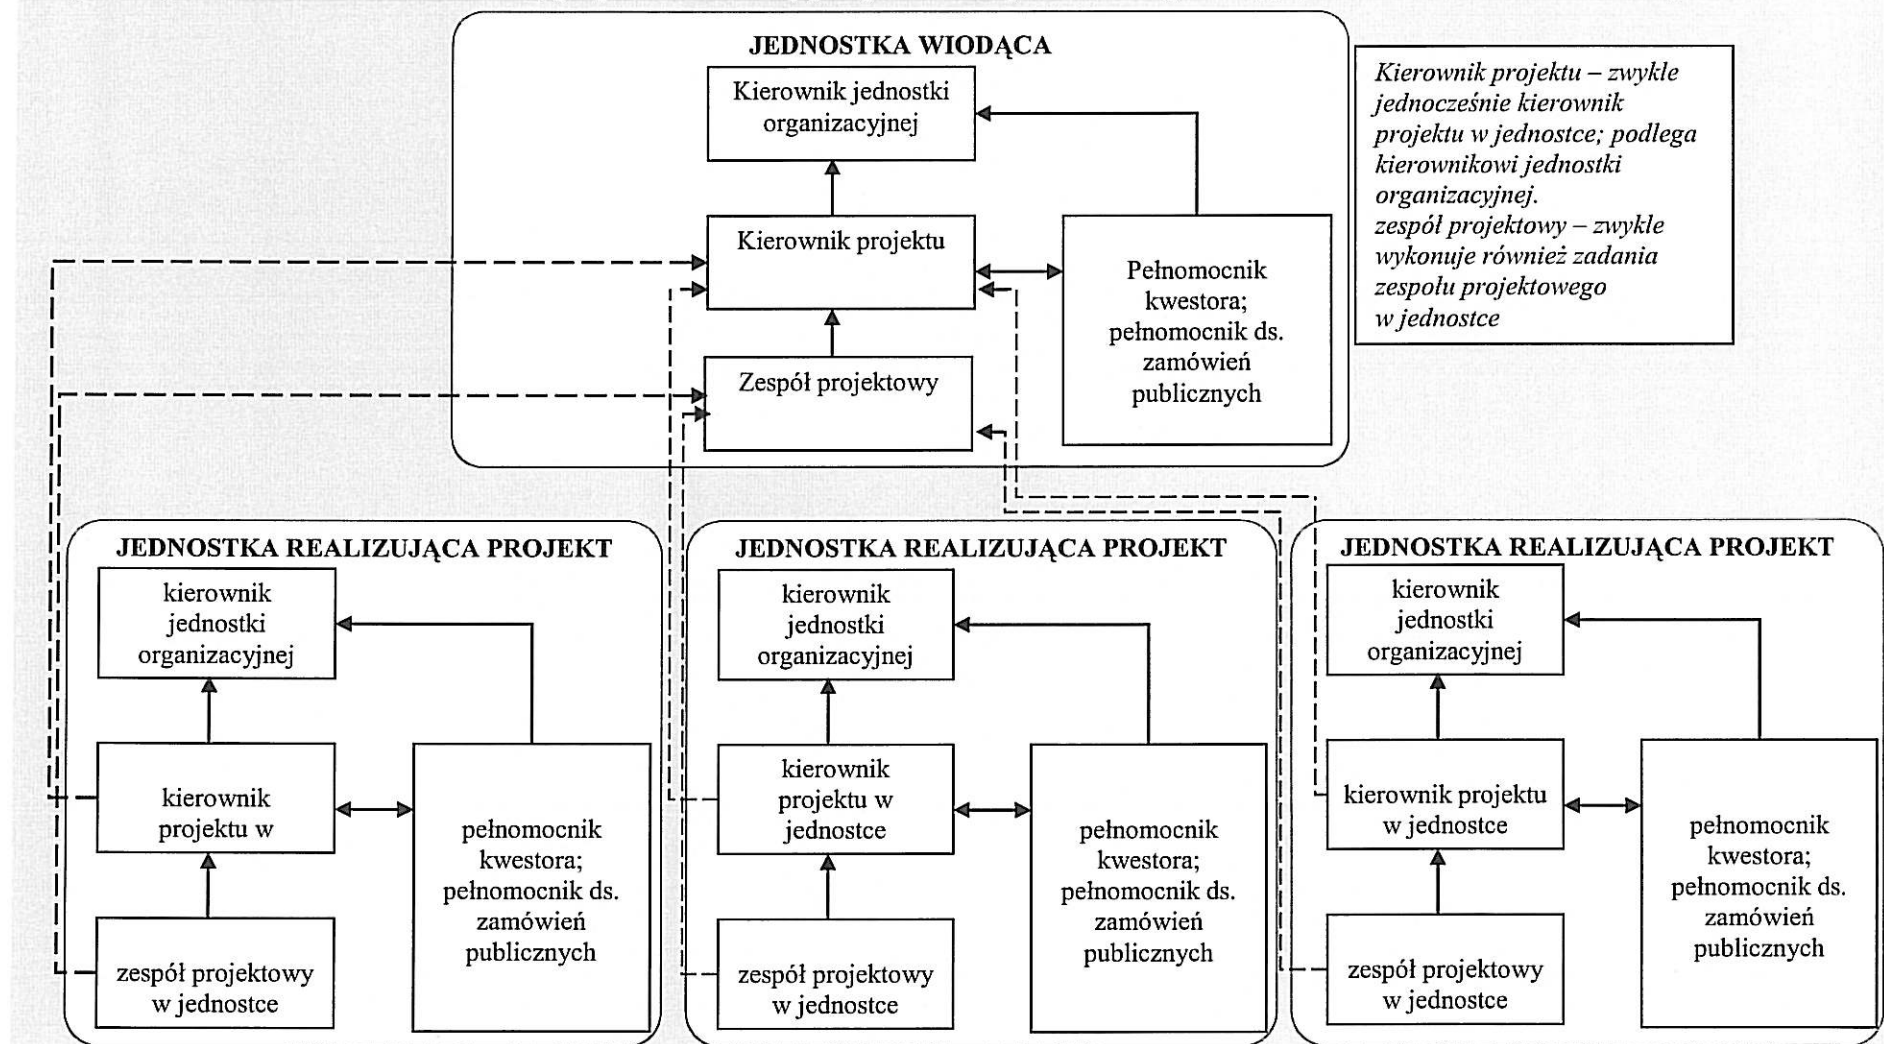 JEDNOSTKA WIODĄCA
Kierownik jednostki
organizacyjnej
Kierownik projektu
Pełnomocnik
kwestora;
pełnomocnik ds.
zamówień
publicznych
Zespół projektowy
Kierownik projektu – zwykle
jednocześnie kierownik
projektu w jednostce; podlega
kierownikowi jednostki
organizacyjnej.
zespół projektowy – zwykle
wykonuje również zadania
zespołu projektowego
w jednostce
JEDNOSTKA REALIZUJĄCA PROJEKT
kierownik
jednostki
organizacyjnej
kierownik
projektu w
pełnomocnik
kwestora;
pełnomocnik ds.
zamówień
publicznych
zespół projektowy
w jednostce
JEDNOSTKA REALIZUJĄCA PROJEKT
kierownik
jednostki
organizacyjnej
kierownik
projektu w
jednostce
pełnomocnik
kwestora;
pełnomocnik ds.
zamówień
publicznych
zespół projektowy
w jednostce
JEDNOSTKA REALIZUJĄCA PROJEKT
kierownik
jednostki
organizacyjnej
kierownik projektu
w jednostce
pełnomocnik
kwestora;
pełnomocnik ds.
zamówień
publicznych
zespół projektowy
w jednostce